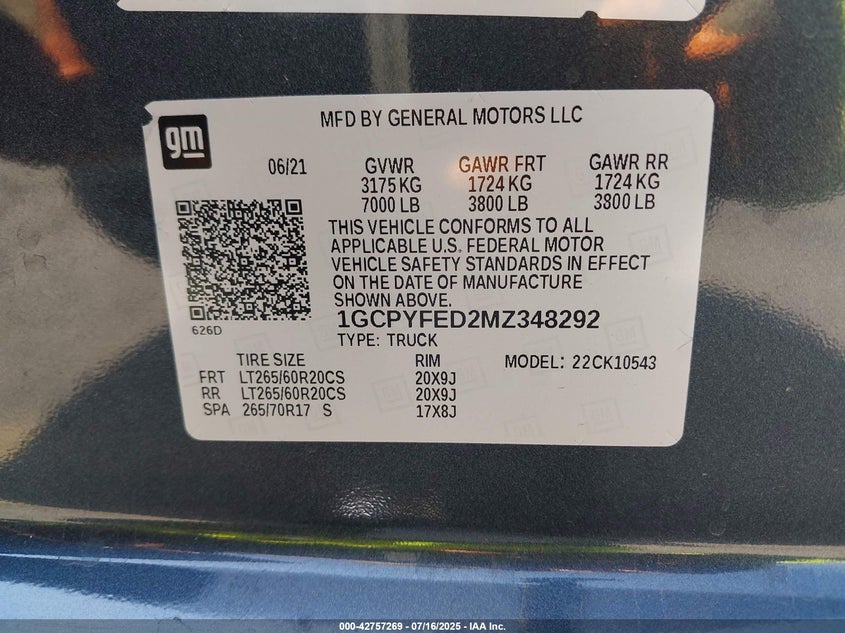 MFD BY GENERAL MOTORS LLC
gm
06/21 GVWR GAWR FRT GAWR RR
3175 KG 1724 KG 1724 KG
7000 LB 3800 LB 3800 LB
THIS VEHICLE CONFORMS TO ALL
APPLICABLE U.S. FEDERAL MOTOR
VEHICLE SAFETY STANDARDS IN EFFECT
ON THE DATE OF MANUFACTURE
SHOWN ABOVE.
626D
1GCPYFED2MZ348292
TYPE: TRUCK
TIRE SIZE RIM MODEL: 22CK10543
FRT LT265/60R20CS 20X9J
RR LT265/60R20CS 20X9J
SPA 265/70R17 S 17X8J
000-42757269 - 07/16/2025 - IAA Inc.